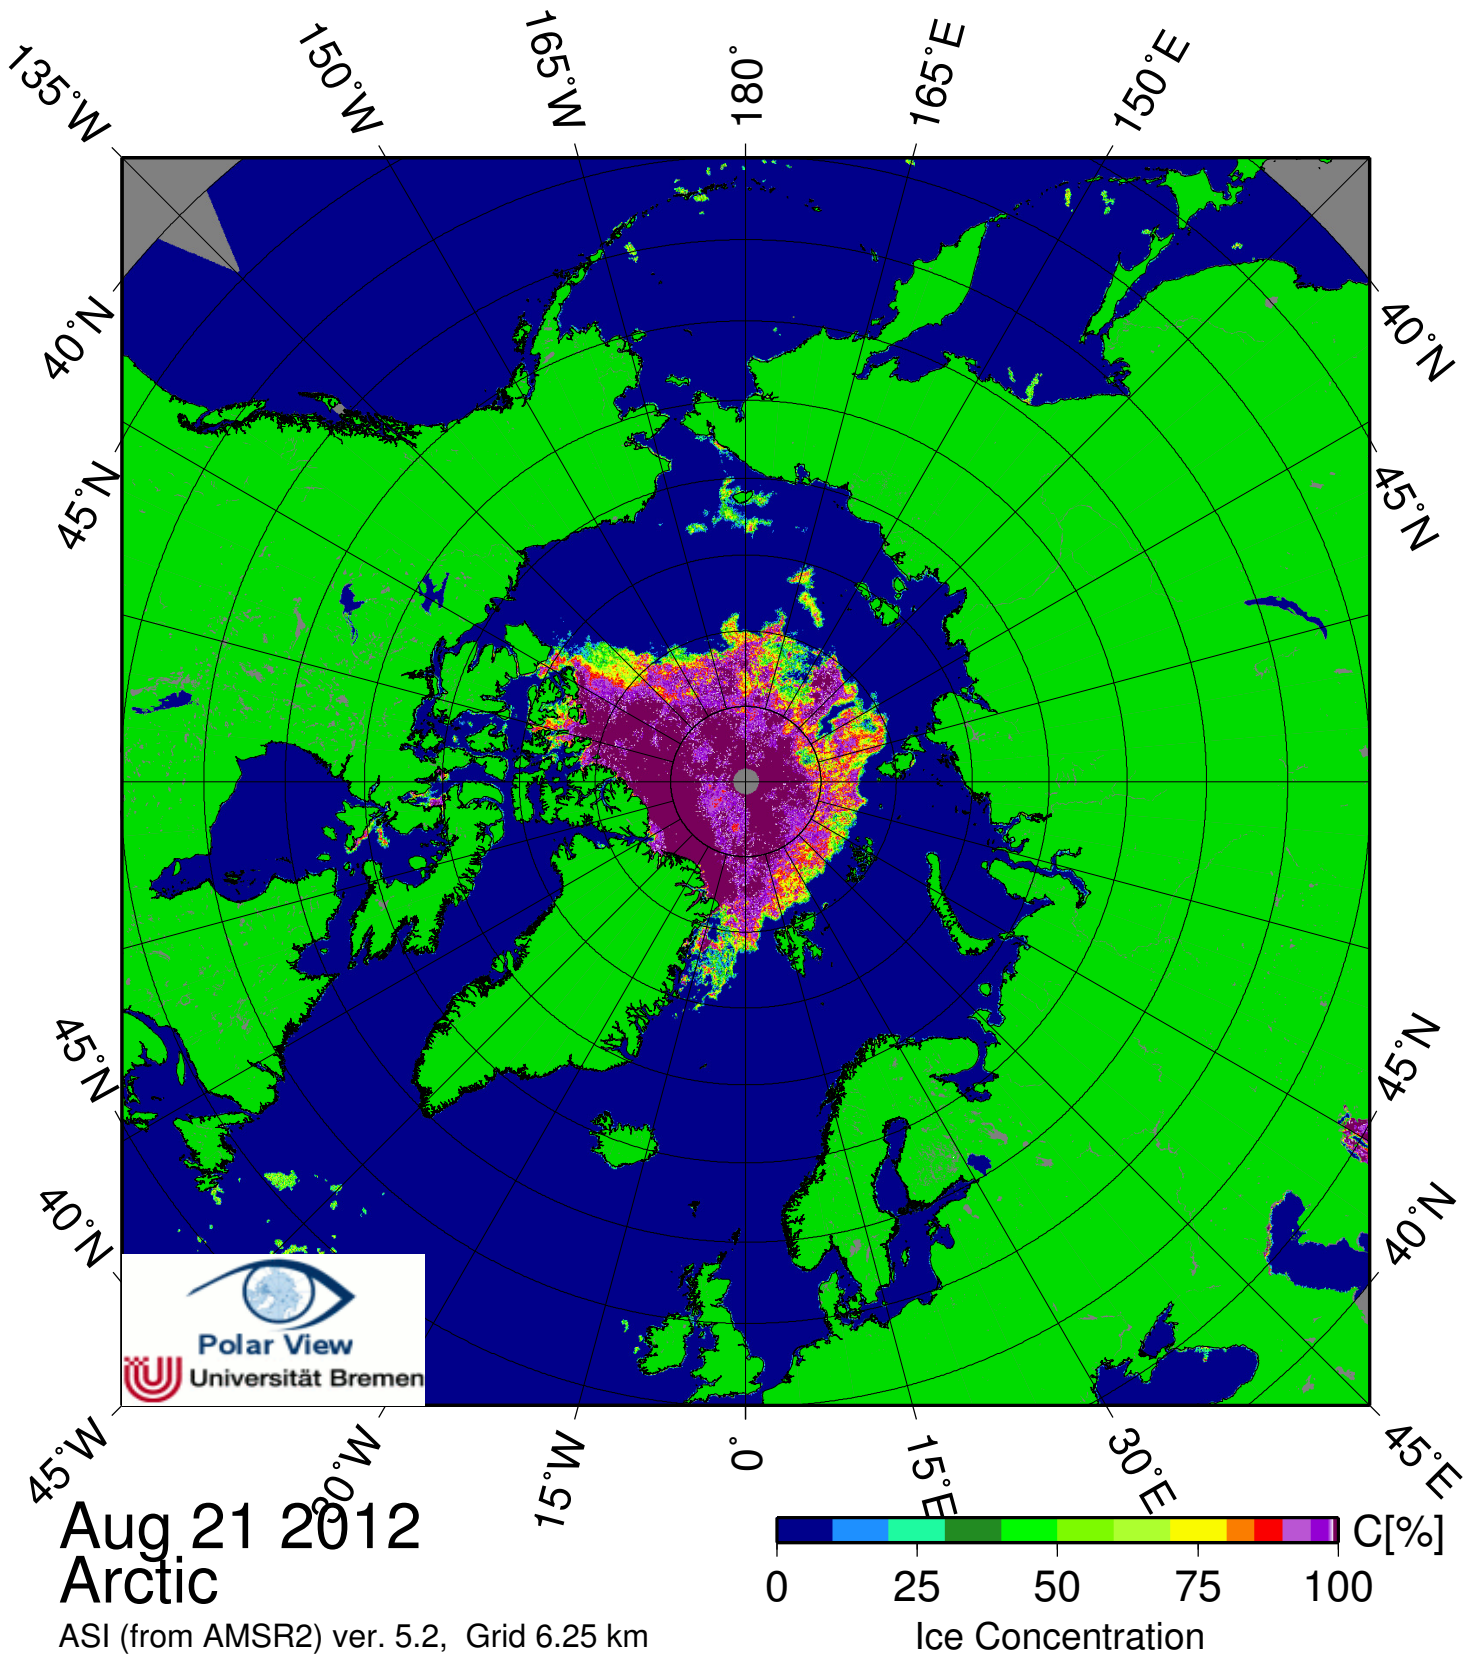 135°W
150°W
165°W
180°
165°E
150°E
40°N
40°N
45°N
45°N
45°N
45°N
40°N
40°N
Polar View
Universität Bremen
45°W
30°W
15°W
0°
15°E
30°E
45°E
Aug 21 2012
Arctic
ASI (from AMSR2) ver. 5.2, Grid 6.25 km
C[%]
0 25 50 75 100
Ice Concentration